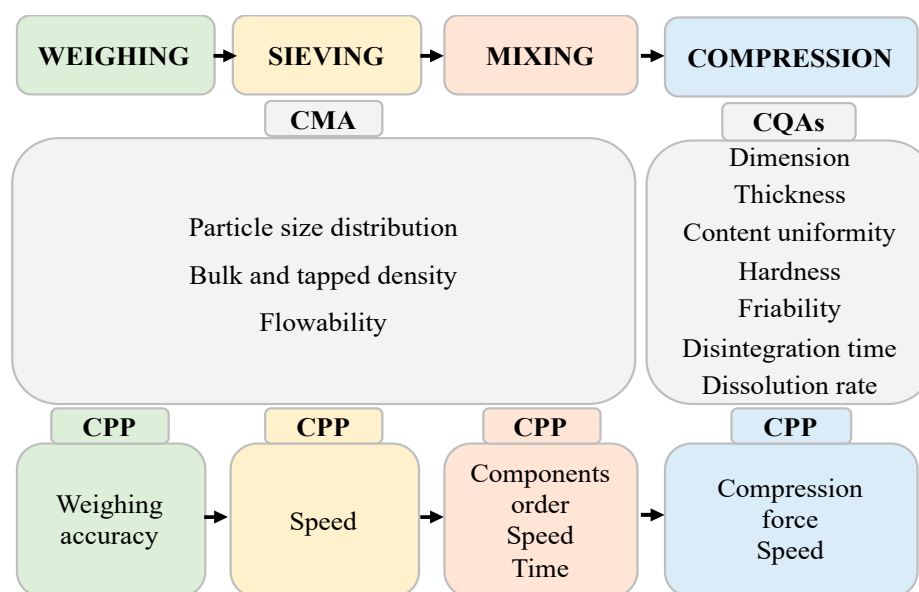 WEIGHING
SIEVING
MIXING
COMPRESSION
CMA
CQAs
Particle size distribution
Bulk and tapped density
Flowability
Dimension
Thickness
Content uniformity
Hardness
Friability
Disintegration time
Dissolution rate
CPP
CPP
CPP
CPP
Weighing
accuracy
Speed
Components
order
Speed
Time
Compression
force
Speed